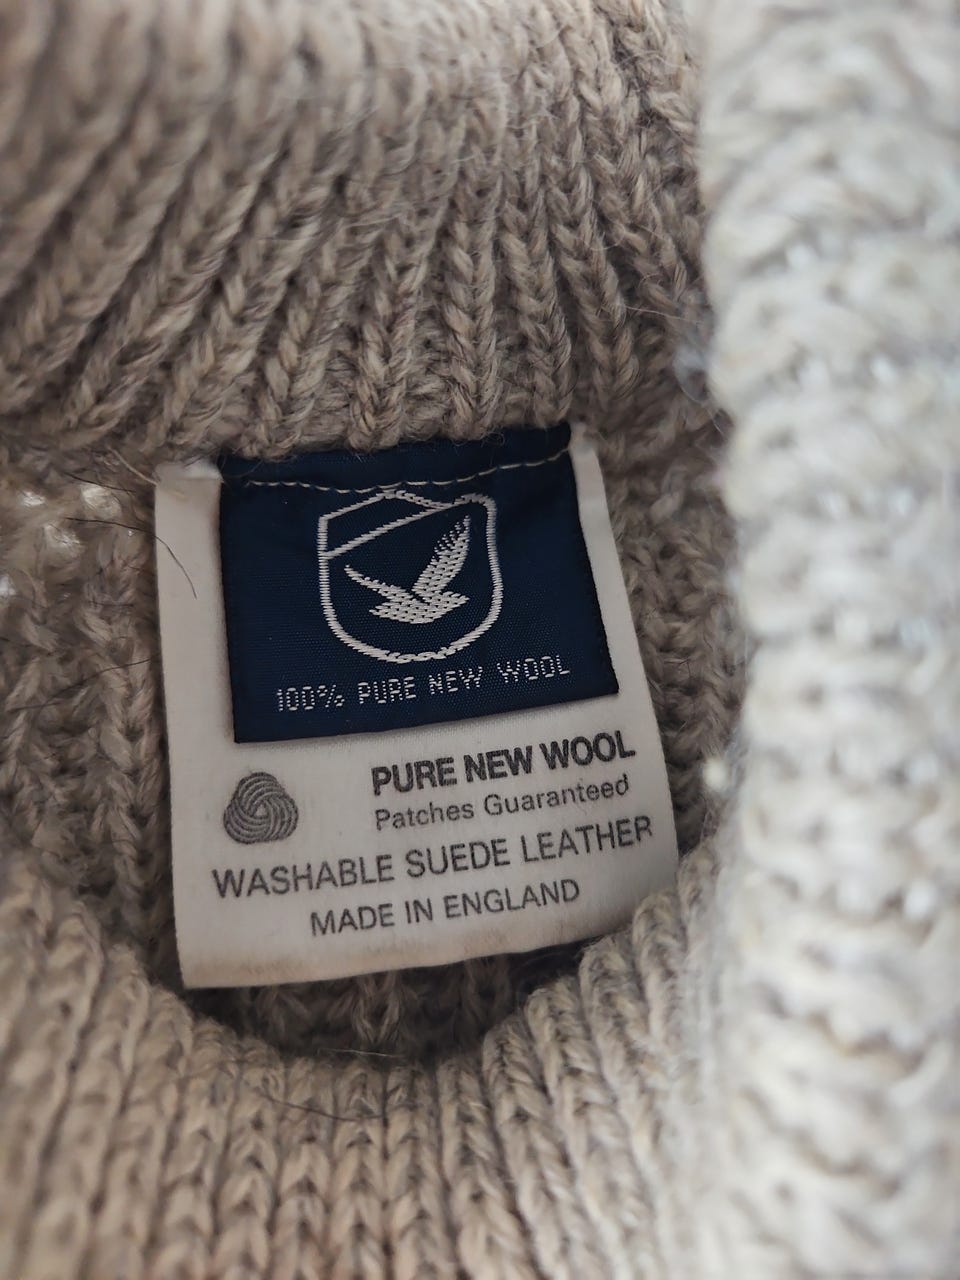 100% PURE NEW WOOL
PURE NEW WOOL
Patches Guaranteed
WASHABLE SUEDE LEATHER
MADE IN ENGLAND